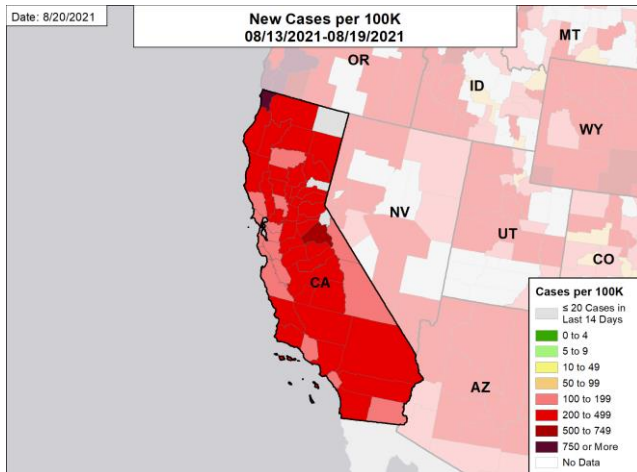 Date: 8/20/2021
New Cases per 100K
08/13/2021-08/19/2021
MT
OR
ID
WY
NV
UT
CO
CA
AZ
Cases per 100K
≤ 20 Cases in
Last 14 Days
0 to 4
5 to 9
10 to 49
50 to 99
100 to 199
200 to 499
500 to 749
750 or More
No Data